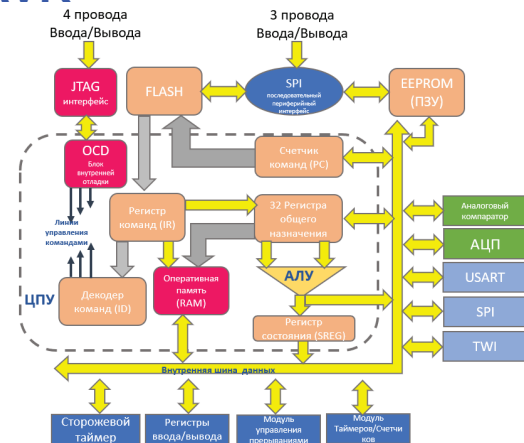 4 провода
Ввода/Вывода
3 провода
Ввода/Вывода
JTAG
интерфейс
FLASH
SPI
последовательный
периферийный
интерфейс
EEPROM
(ПЗУ)
OCD
Блок
внутренней
отладки
Счетчик
команд (PC)
Линии
управления
командами
Регистр
команд (IR)
32 Регистра
общего
назначения
Аналоговый
компаратор
АЦП
USART
SPI
TWI
АЛУ
ЦПУ
Декодер
команд (ID)
Оперативная
память
(RAM)
Регистр
состояния (SREG)
Внутренняя шина данных
Сторожевой
таймер
Регистры
ввода/вывода
Модуль
управления
прерываниями
Модуль
Таймеров/Счетчи
ков